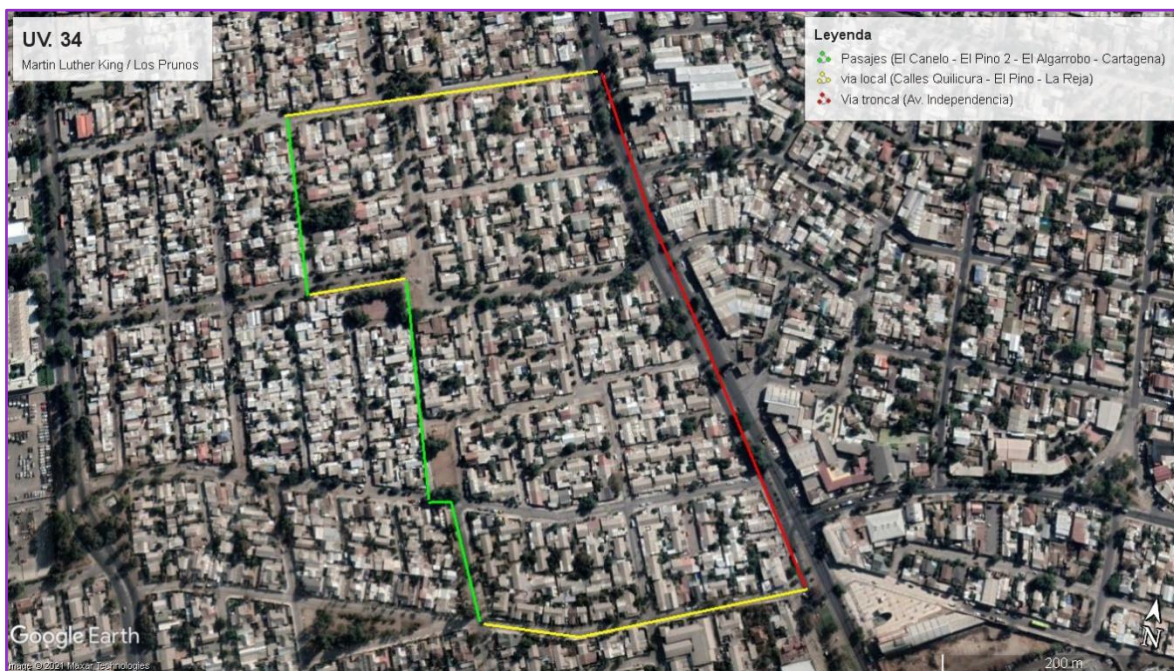 UV. 34
Martin Luther King / Los Prunos
Leyenda
Pasajes (El Canelo - El Pino 2 - El Algarrobo - Cartagena)
via local (Calles Quilicura - El Pino - La Reja)
Via troncal (Av. Independencia)
Google Earth
Image © 2021 Maxar Technologies
N
200 m